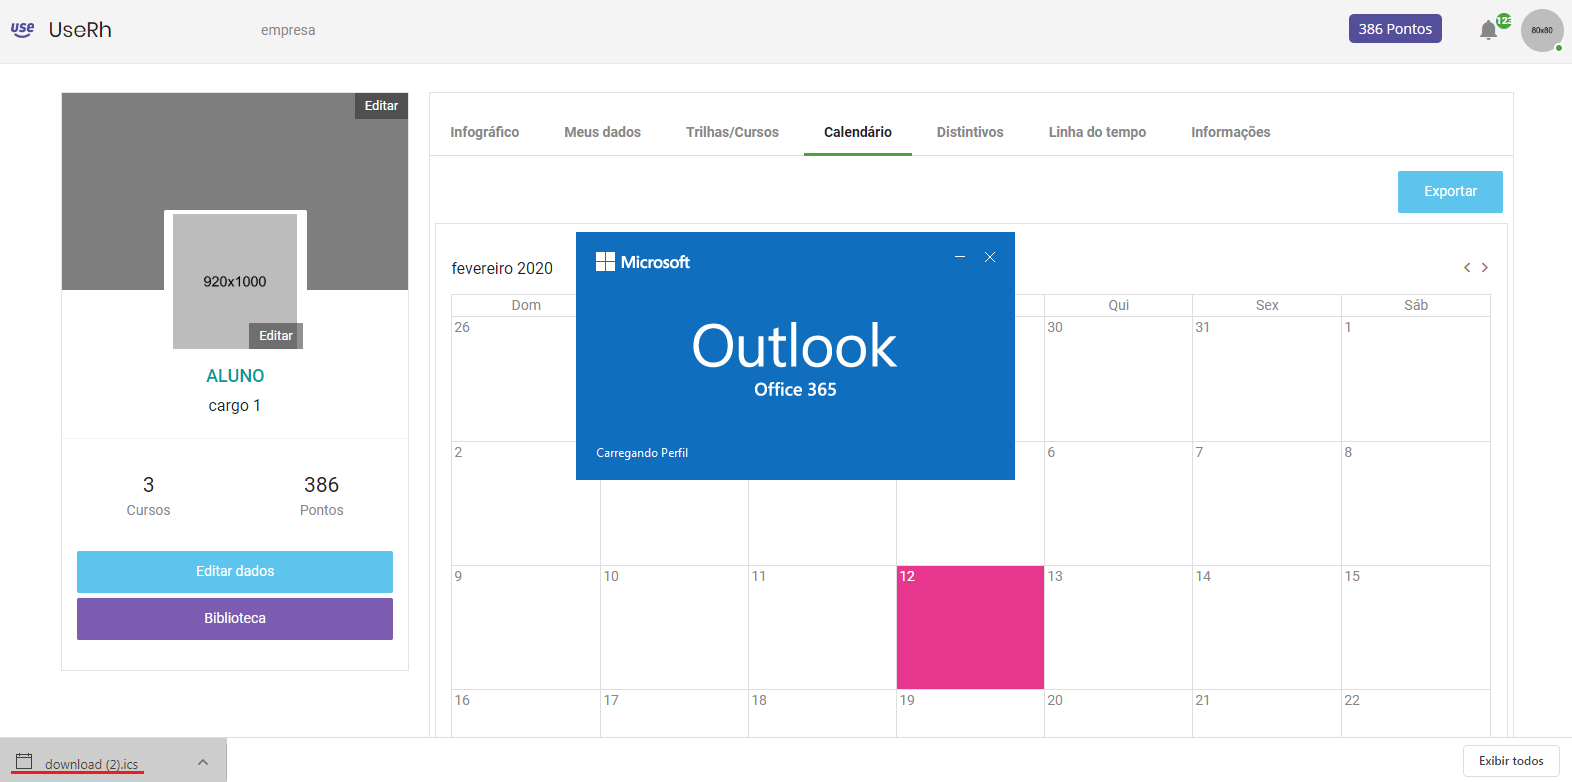 use UseRh
empresa
386 Pontos
123
80x80
Editar
920x1000
Editar
ALUNO
cargo 1
3
Cursos
386
Pontos
Editar dados
Biblioteca
Infográfico Meus dados Trilhas/Cursos Calendário Distintivos Linha do tempo Informações
Exportar
fevereiro 2020
< >
Dom Qui Sex Sáb
26 30 31 1
2 6 7 8
9 10 11 12 13 14 15
16 17 18 19 20 21 22
Microsoft
Outlook
Office 365
Carregando Perfil
download (2).ics
Exibir todos